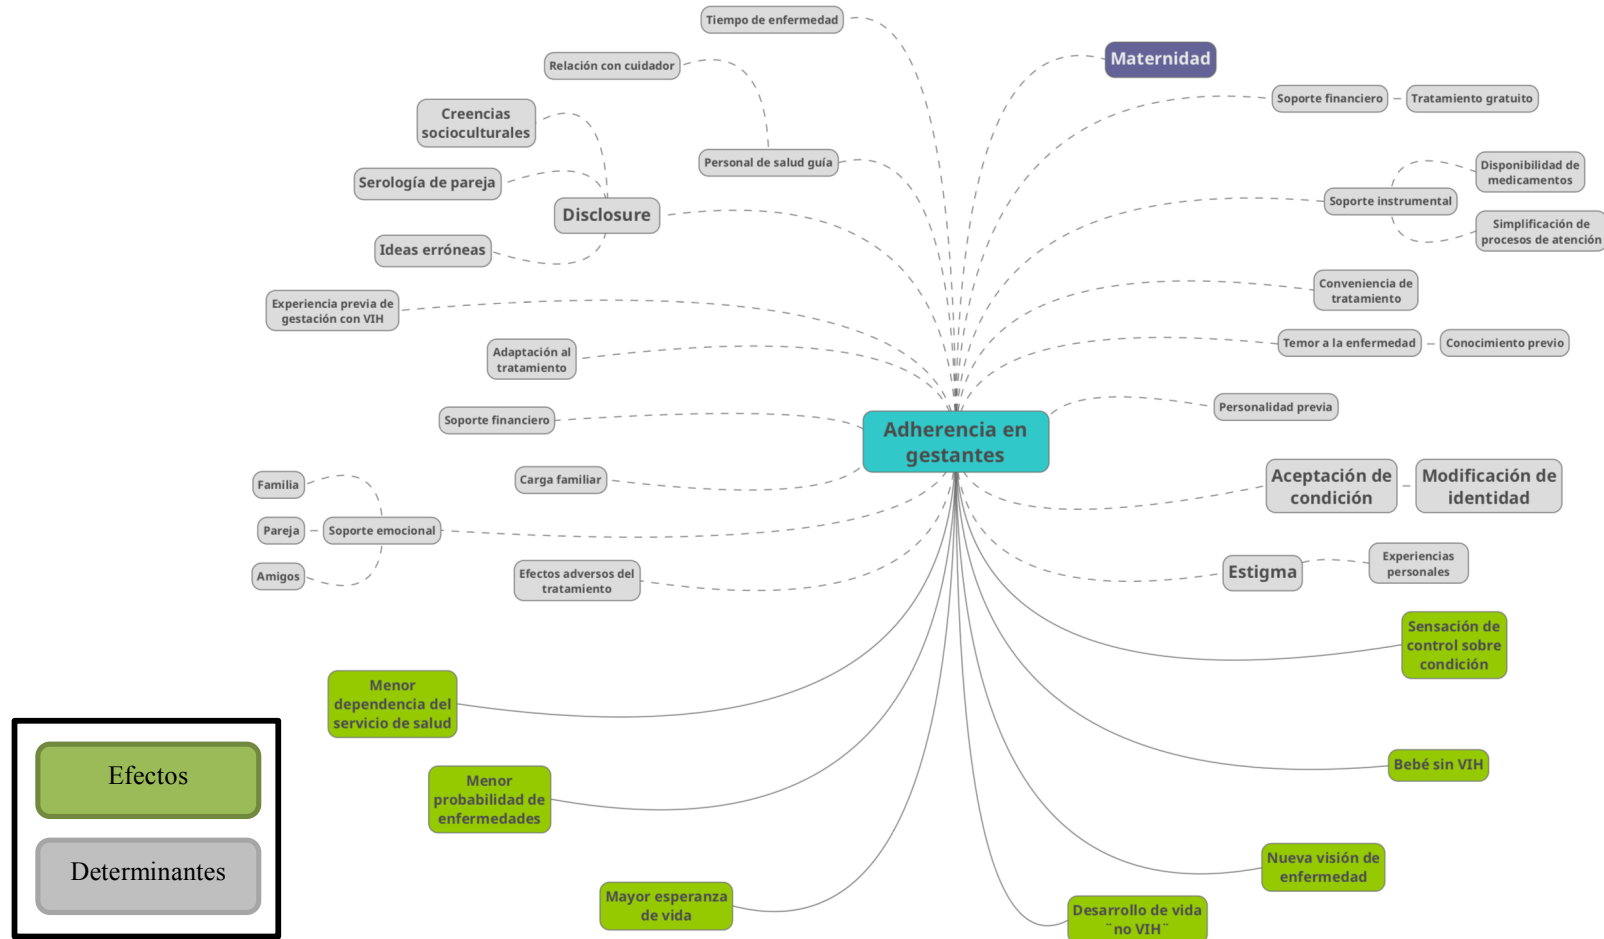 Tiempo de enfermedad
Maternidad
Relación con cuidador
Soporte financiero
Tratamiento gratuito
Creencias
socioculturales
Personal de salud guía
Disponibilidad de
medicamentos
Serología de pareja
Soporte instrumental
Disclosure
Simplificación de
procesos de atención
Ideas erróneas
Experiencia previa de
gestación con VIH
Conveniencia de
tratamiento
Adaptación al
tratamiento
Temor a la enfermedad
Conocimiento previo
Soporte financiero
Personalidad previa
Adherencia en
gestantes
Carga familiar
Aceptación de
condición
Modificación de
identidad
Familia
Pareja
Soporte emocional
Amigos
Efectos adversos del
tratamiento
Estigma
Experiencias
personales
Sensación de
control sobre
condición
Menor
dependencia del
servicio de salud
Bebé sin VIH
Menor
probabilidad de
enfermedades
Nueva visión de
enfermedad
Mayor esperanza
de vida
Desarrollo de vida
¨no VIH¨
Efectos
Determinantes